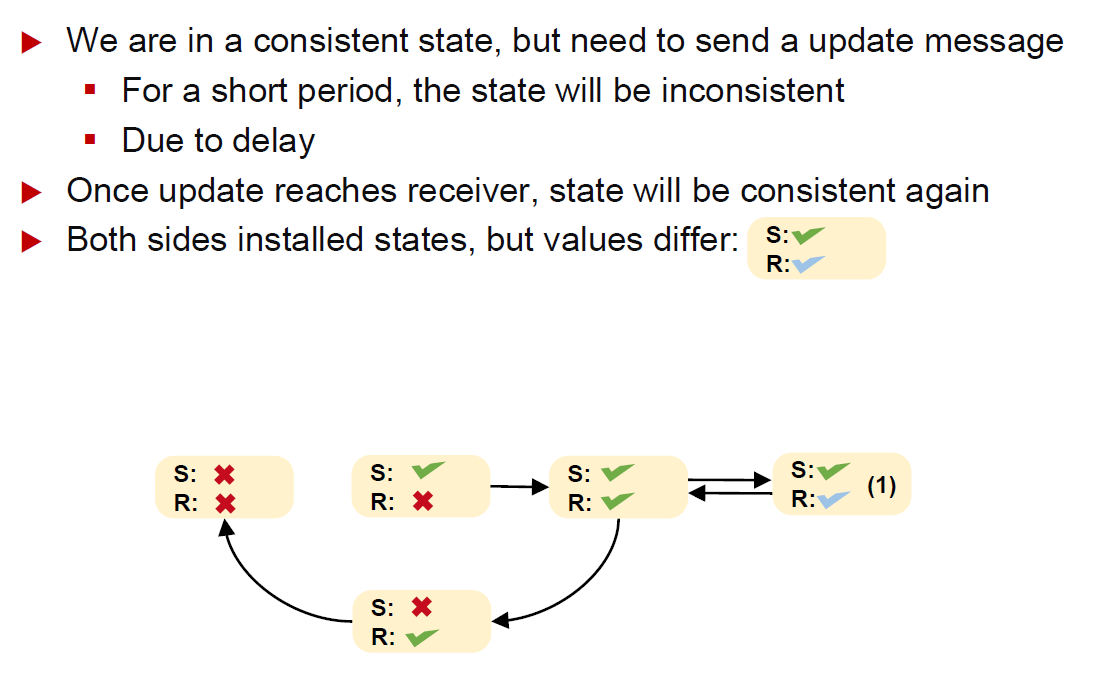 We are in a consistent state, but need to send a update message
For a short period, the state will be inconsistent
Due to delay
Once update reaches receiver, state will be consistent again
Both sides installed states, but values differ:
S:
R:
S:
R:
S:
R:
S:
R:
S:
R:
(1)
S:
R: